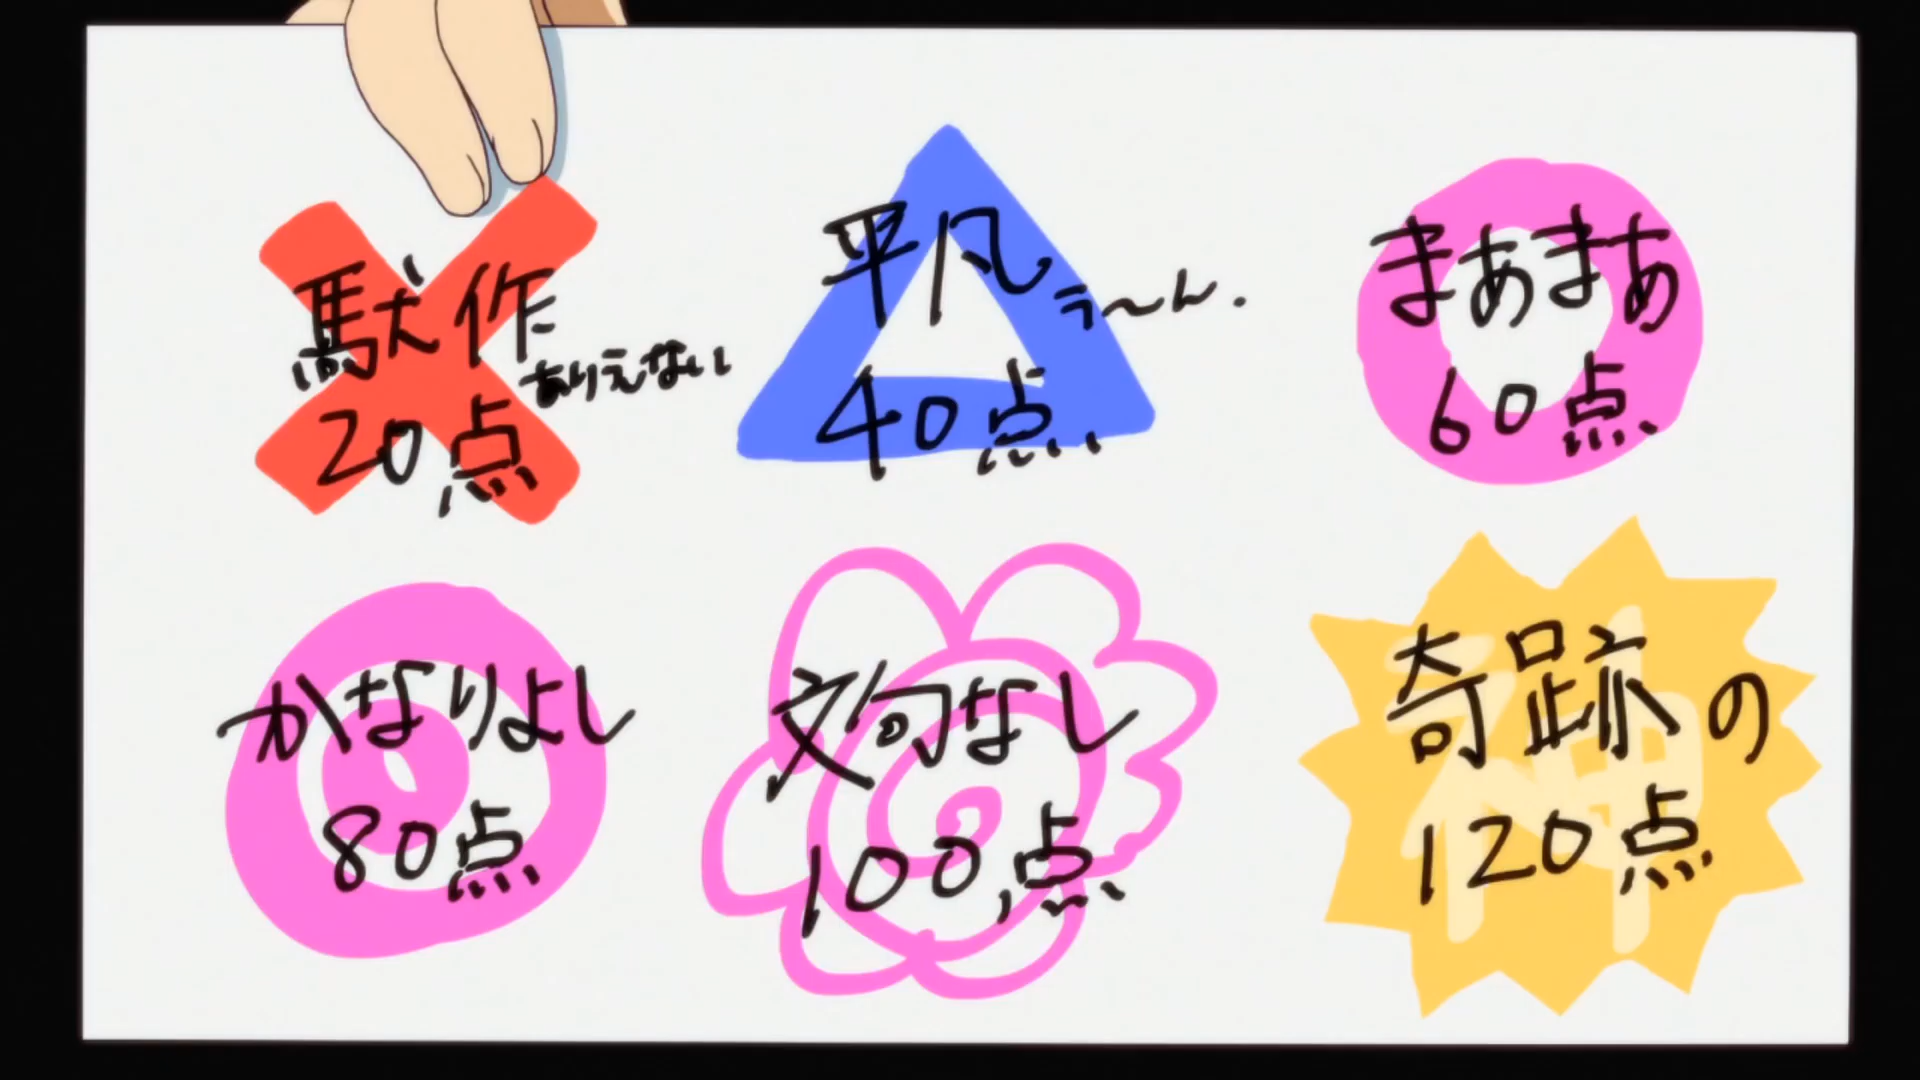 駄作
ありえない
20点
平凡
う〜ん.
40点
まぁまぁ
60点
かなりよし
80点
文句なし
100点
神
奇跡の
120点